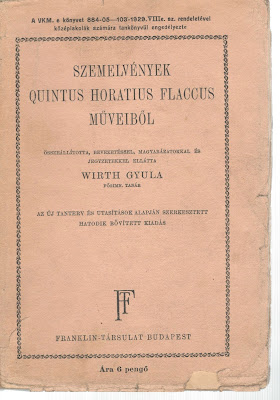 A VKM. e könyvet 884-05—103-1929. VIIIe. sz. rendeletével
középiskolák számára tankönyvül engedélyezte
SZEMELVÉNYEK
QUINTUS HORATIUS FLACCUS
MŰVEIBŐL
ÖSSZEÁLLÍTOTTA, BEVEZETÉSSEL, MAGYARÁZATOKKAL ÉS
JEGYZETEKKEL ELLÁTTA
WIRTH GYULA
FŐGIMN. TANÁR
AZ ÚJ TANTERV ÉS UTASÍTÁSOK ALAPJÁN SZERKESZTETT
HATODIK BŐVÍTETT KIADÁS
FT
FRANKLIN-TÁRSULAT BUDAPEST
Ára 6 pengő